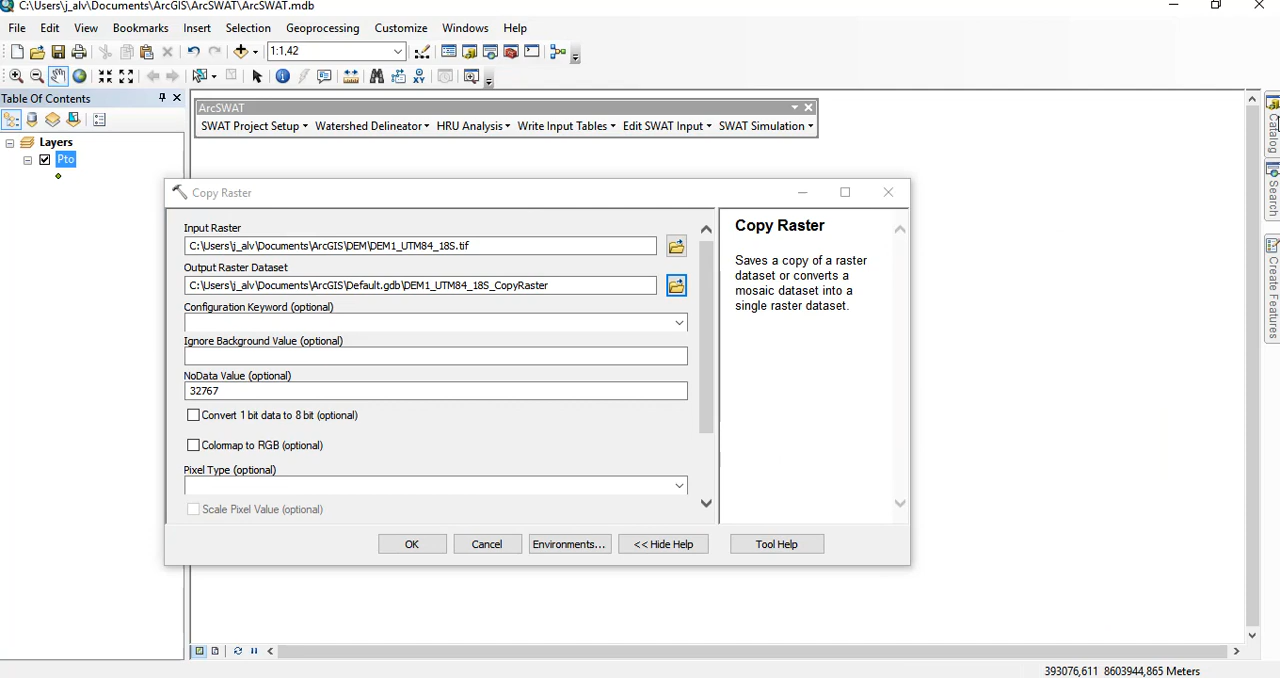 C:\Users\j_alv\Documents\ArcGIS\ArcSWAT\ArcSWAT.mdb
File Edit View Bookmarks Insert Selection Geoprocessing Customize Windows Help
1:1,42
Table Of Contents
ArcSWAT
SWAT Project Setup Watershed Delineator HRU Analysis Write Input Tables Edit SWAT Input SWAT Simulation
Layers
Pto
Catalog
Search
Create Features
Copy Raster
Input Raster
C:\Users\j_alv\Documents\ArcGIS\DEM\DEM1_UTM84_18S.tif
Output Raster Dataset
C:\Users\j_alv\Documents\ArcGIS\Default.gdb\DEM1_UTM84_18S_CopyRaster
Configuration Keyword (optional)
Ignore Background Value (optional)
NoData Value (optional)
32767
Convert 1 bit data to 8 bit (optional)
Colormap to RGB (optional)
Pixel Type (optional)
Scale Pixel Value (optional)
Copy Raster
Saves a copy of a raster
dataset or converts a
mosaic dataset into a
single raster dataset.
OK Cancel Environments... << Hide Help Tool Help
393076,611 8603944,865 Meters